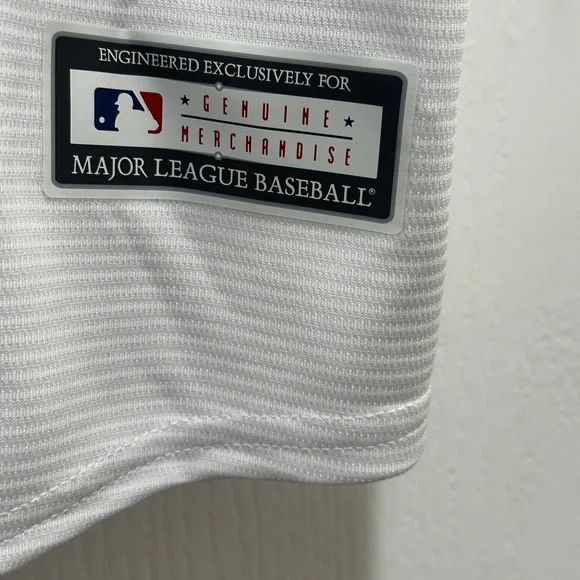 ENGINEERED EXCLUSIVELY FOR
★ GENUINE ★
MERCHANDISE
MAJOR LEAGUE BASEBALL®